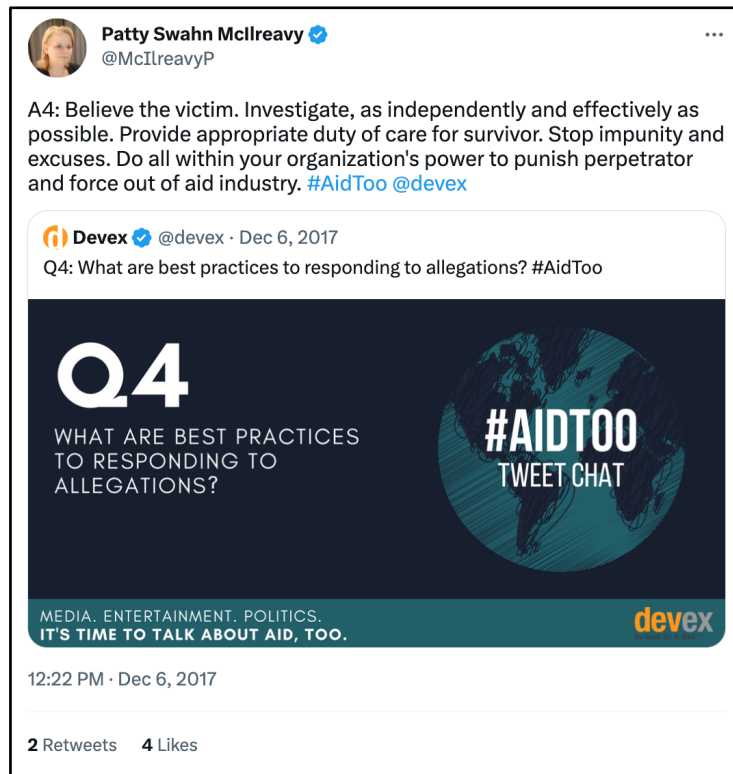 Patty Swahn McIlreavy
@McIlreavyP
A4: Believe the victim. Investigate, as independently and effectively as
possible. Provide appropriate duty of care for survivor. Stop impunity and
excuses. Do all within your organization's power to punish perpetrator
and force out of aid industry. #AidToo @devex
Devex @devex · Dec 6, 2017
Q4: What are best practices to responding to allegations? #AidToo
Q4
WHAT ARE BEST PRACTICES
TO RESPONDING TO
ALLEGATIONS?
#AIDTOO
TWEET CHAT
MEDIA. ENTERTAINMENT. POLITICS.
IT'S TIME TO TALK ABOUT AID, TOO.
devex
12:22 PM · Dec 6, 2017
2 Retweets 4 Likes